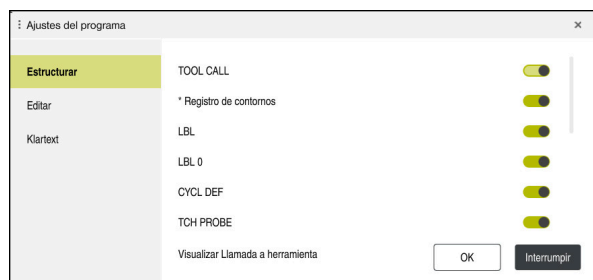 Ajustes del programa
Estructurar
Editar
Klartext
TOOL CALL
* Registro de contornos
LBL
LBL 0
CYCL DEF
TCH PROBE
Visualizar Llamada a herramienta
OK
Interrumpir